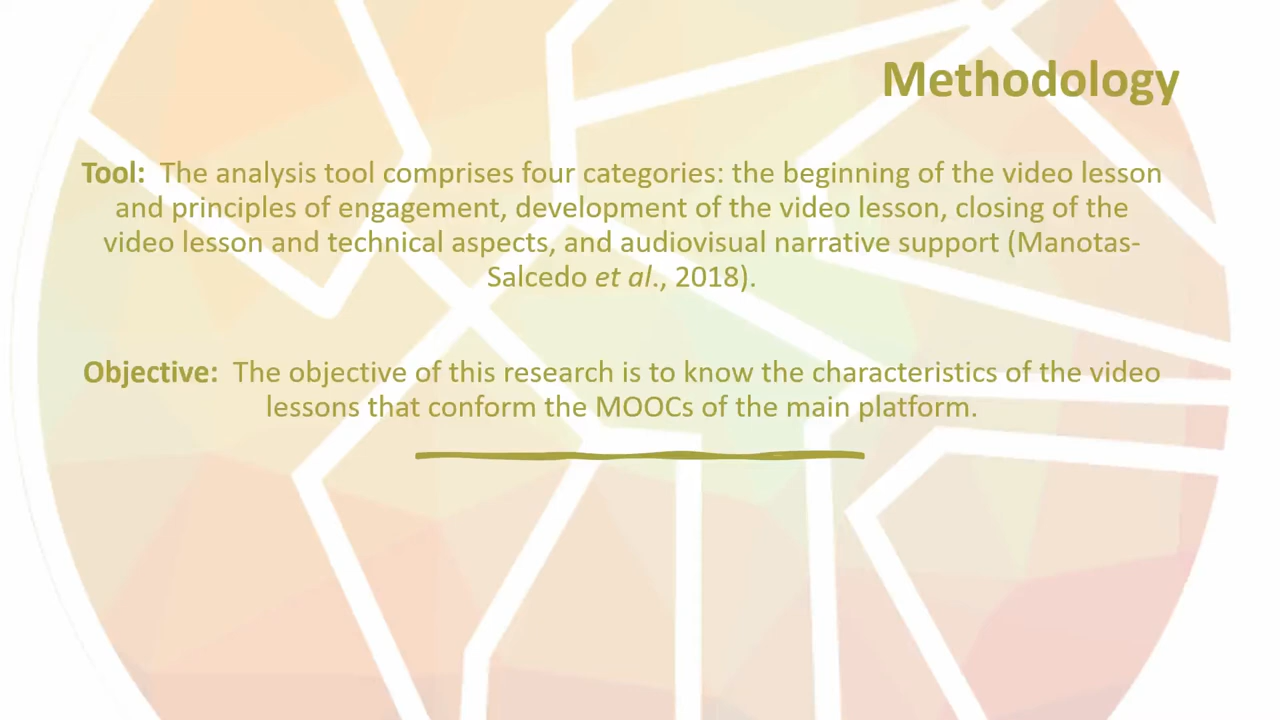 Methodology
Tool: The analysis tool comprises four categories: the beginning of the video lesson
and principles of engagement, development of the video lesson, closing of the
video lesson and technical aspects, and audiovisual narrative support (Manotas-
Salcedo et al., 2018).
Objective: The objective of this research is to know the characteristics of the video
lessons that conform the MOOCs of the main platform.